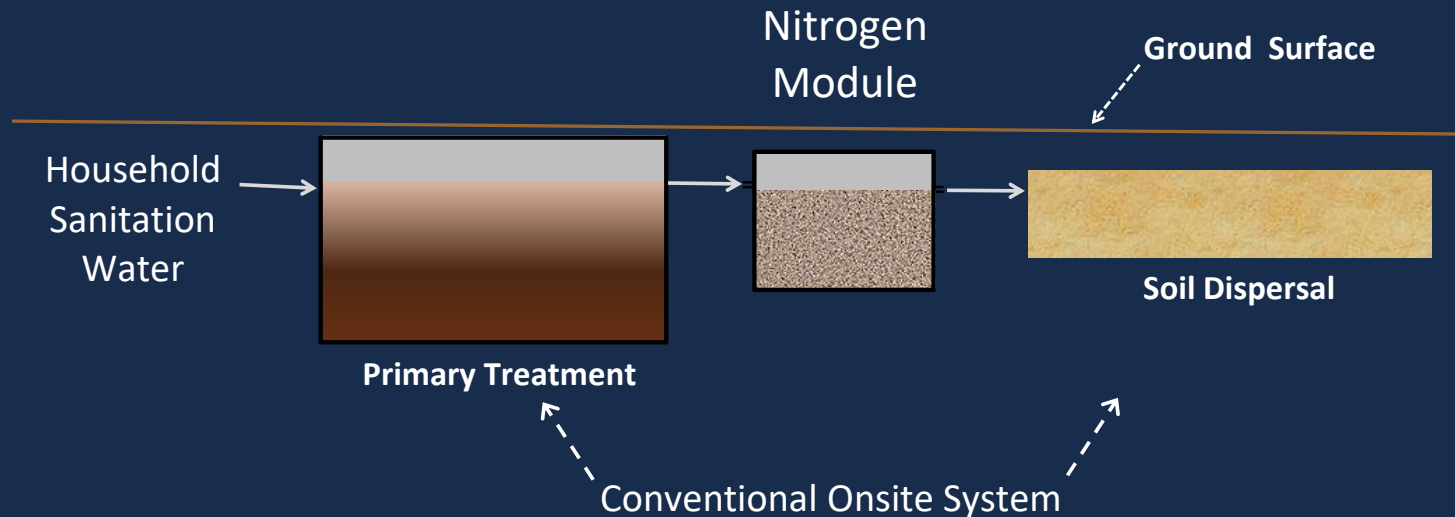 Nitrogen
Module
Ground Surface
Household
Sanitation
Water
Primary Treatment
Soil Dispersal
Conventional Onsite System